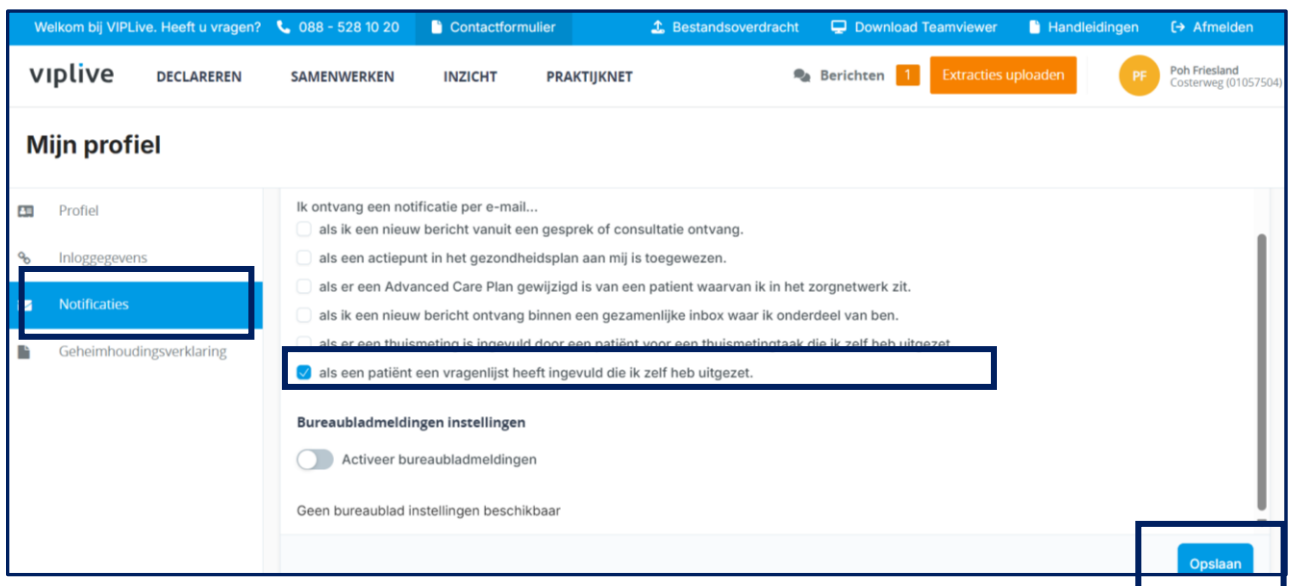 Welkom bij VIPLive. Heeft u vragen? 088 - 528 10 20 Contactformulier Bestandsoverdracht Download Teamviewer Handleidingen Afmelden
viplive DECLAREREN SAMENWERKEN INZICHT PRAKTIJKNET Berichten 1 Extracties uploaden PF Poh Friesland
Costerweg (01057504)
Mijn profiel
Profiel
Inloggegevens
Notificaties
Geheimhoudingsverklaring
Ik ontvang een notificatie per e-mail...
als ik een nieuw bericht vanuit een gesprek of consultatie ontvang.
als een actiepunt in het gezondheidsplan aan mij is toegewezen.
als er een Advanced Care Plan gewijzigd is van een patient waarvan ik in het zorgnetwerk zit.
als ik een nieuw bericht ontvang binnen een gezamenlijke inbox waar ik onderdeel van ben.
als er een thuismeting is ingevuld door een patiënt voor een thuismetingtaak die ik zelf heb uitgezet
als een patiënt een vragenlijst heeft ingevuld die ik zelf heb uitgezet.
Bureaubladmeldingen instellingen
Activeer bureaubladmeldingen
Geen bureaublad instellingen beschikbaar
Opslaan